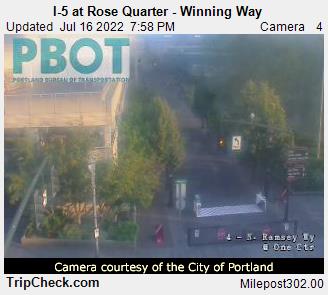 I-5 at Rose Quarter - Winning Way
Updated Jul 16 2022 7:58 PM Camera 4
PBOT
PORTLAND BUREAU OF TRANSPORTATION
4 - N. Ramsey Wy
W One Ctr
Camera courtesy of the City of Portland
TripCheck.com Milepost302.00